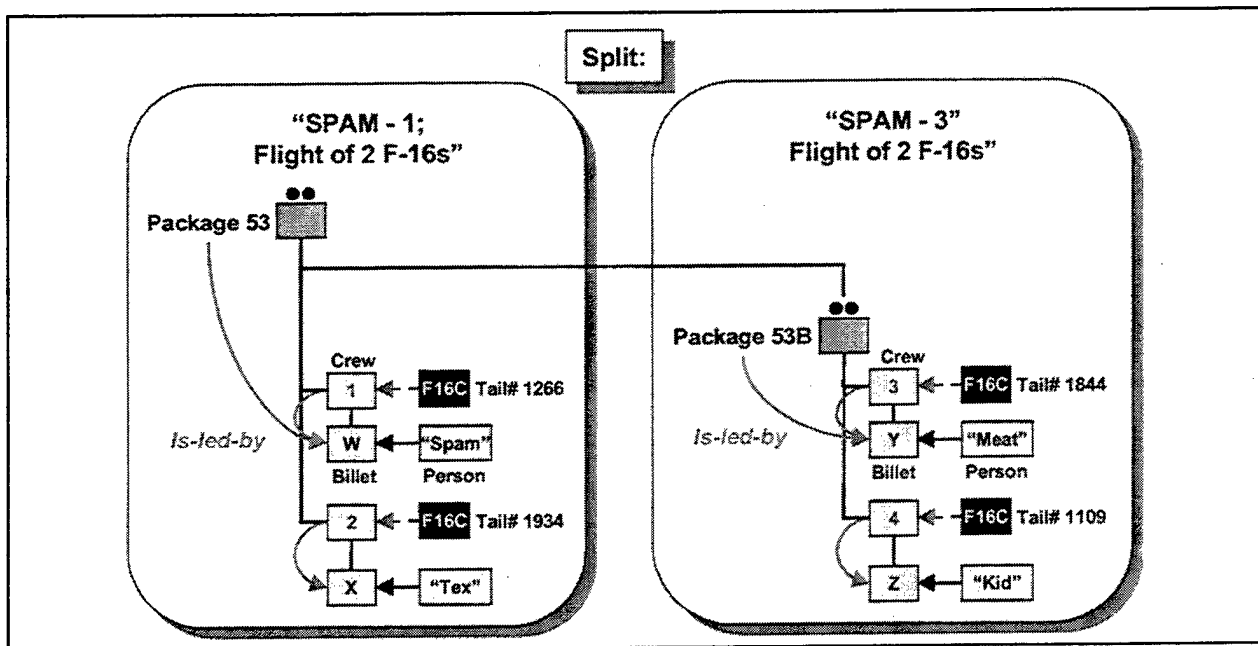 Split:
“SPAM - 1;
Flight of 2 F-16s”
Package 53
Crew
1
F16C
Tail# 1266
Is-led-by
W
“Spam”
Billet
Person
2
F16C
Tail# 1934
X
“Tex”
“SPAM - 3”
Flight of 2 F-16s”
Package 53B
Crew
3
F16C
Tail# 1844
Is-led-by
Y
“Meat”
Billet
Person
4
F16C
Tail# 1109
Z
“Kid”